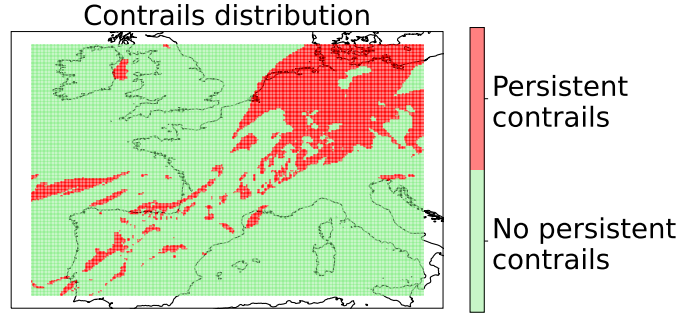 Contrails distribution
Persistent
contrails
No persistent
contrails